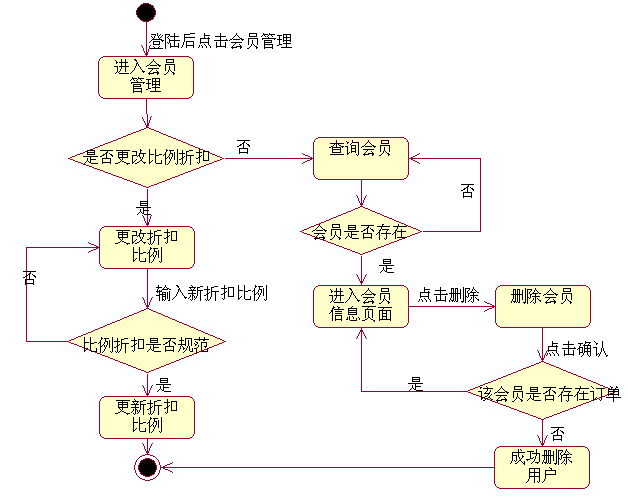 登陆后点击会员管理
进入会员
管理
是否更改比例折扣
否
查询会员
否
是
会员是否存在
更改折扣
比例
是
否
输入新折扣比例
进入会员
信息页面
点击删除
删除会员
比例折扣是否规范
点击确认
是
是
该会员是否存在订单
更新折扣
比例
否
成功删除
用户